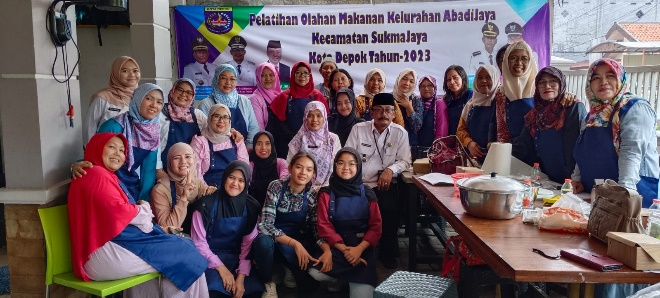 Pelatihan Olahan Makanan Kelurahan Abadijaya
Kecamatan Sukmajaya
Kota Depok Tahun-2023